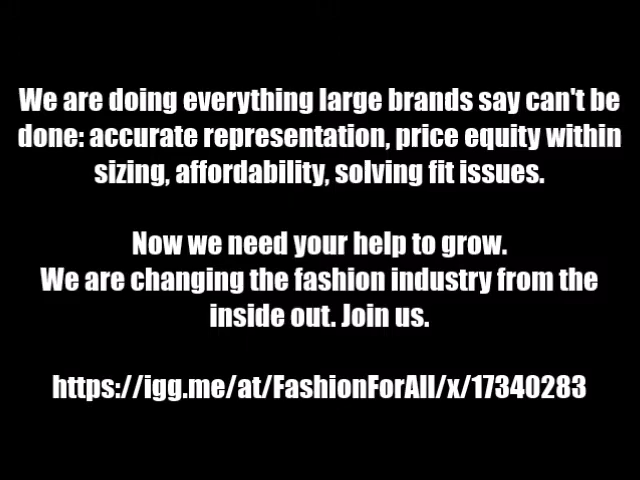 We are doing everything large brands say can't be
done: accurate representation, price equity within
sizing, affordability, solving fit issues.
Now we need your help to grow.
We are changing the fashion industry from the
inside out. Join us.
https://igg.me/at/FashionForAll/x/17340283